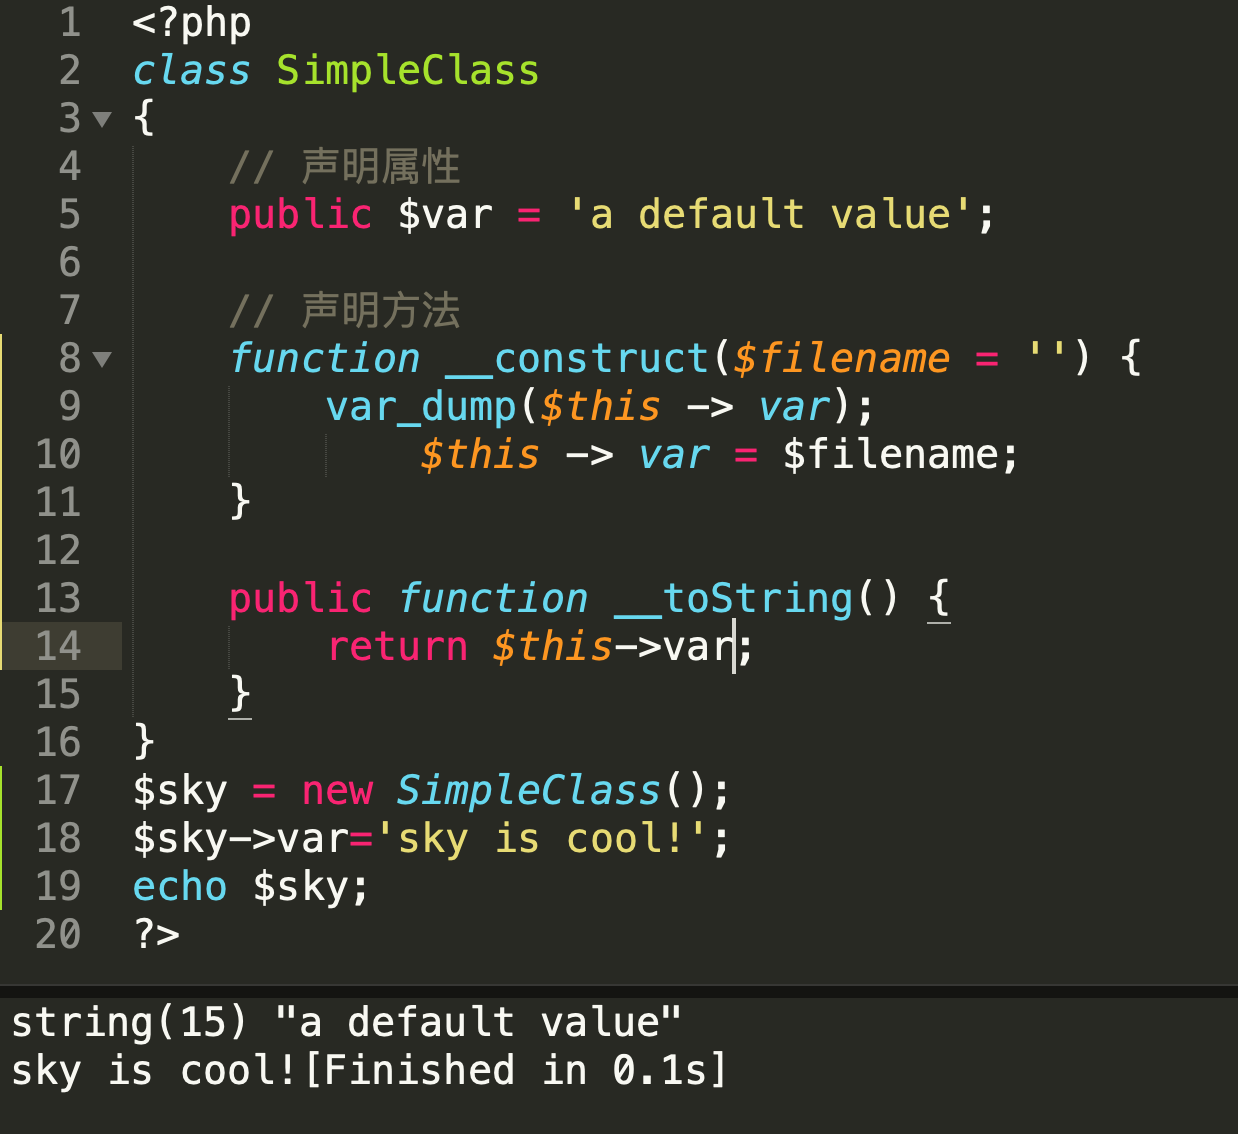 1 <?php
2 class SimpleClass
3 {
4 // 声明属性
5 public $var = 'a default value';
6
7 // 声明方法
8 function __construct($filename = '') {
9 var_dump($this -> var);
10 $this -> var = $filename;
11 }
12
13 public function __toString() {
14 return $this->var;
15 }
16 }
17 $sky = new SimpleClass();
18 $sky->var='sky is cool!';
19 echo $sky;
20 ?>
string(15) "a default value"
sky is cool![Finished in 0.1s]